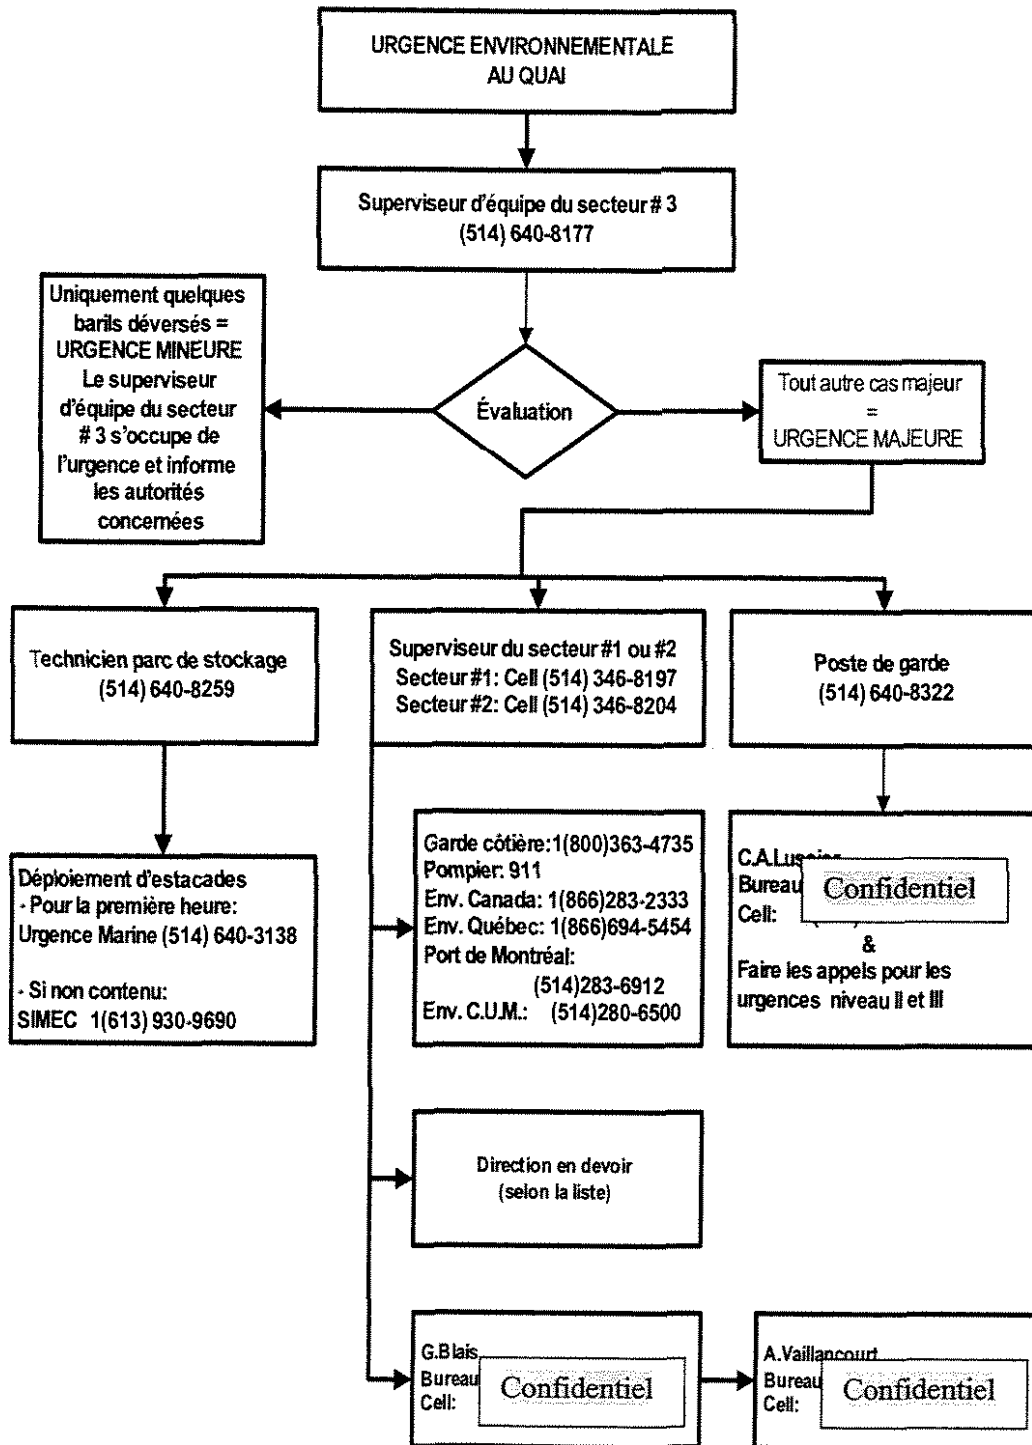 URGENCE ENVIRONNEMENTALE
AU QUAI
Superviseur d'équipe du secteur # 3
(514) 640-8177
Uniquement quelques
barils déversés =
URGENCE MINEURE
Le superviseur
d'équipe du secteur
# 3 s'occupe de
l'urgence et informe
les autorités
concernées
Évaluation
Tout autre cas majeur
=
URGENCE MAJEURE
Technicien parc de stockage
(514) 640-8259
Superviseur du secteur #1 ou #2
Secteur #1: Cell (514) 346-8197
Secteur #2: Cell (514) 346-8204
Poste de garde
(514) 640-8322
Déploiement d'estacades
- Pour la première heure:
Urgence Marine (514) 640-3138
- Si non contenu:
SIMEC 1(613) 930-9690
Garde côtière:1(800)363-4735
Pompier: 911
Env. Canada: 1(866)283-2333
Env. Québec: 1(866)694-5454
Port de Montréal:
(514)283-6912
Env. C.U.M.: (514)280-6500
C.A.Lussier
Bureau
Cell:
Confidentiel
&
Faire les appels pour les
urgences niveau II et III
Direction en devoir
(selon la liste)
G.Blais
Bureau
Cell:
Confidentiel
A.Vaillancourt
Bureau
Cell:
Confidentiel